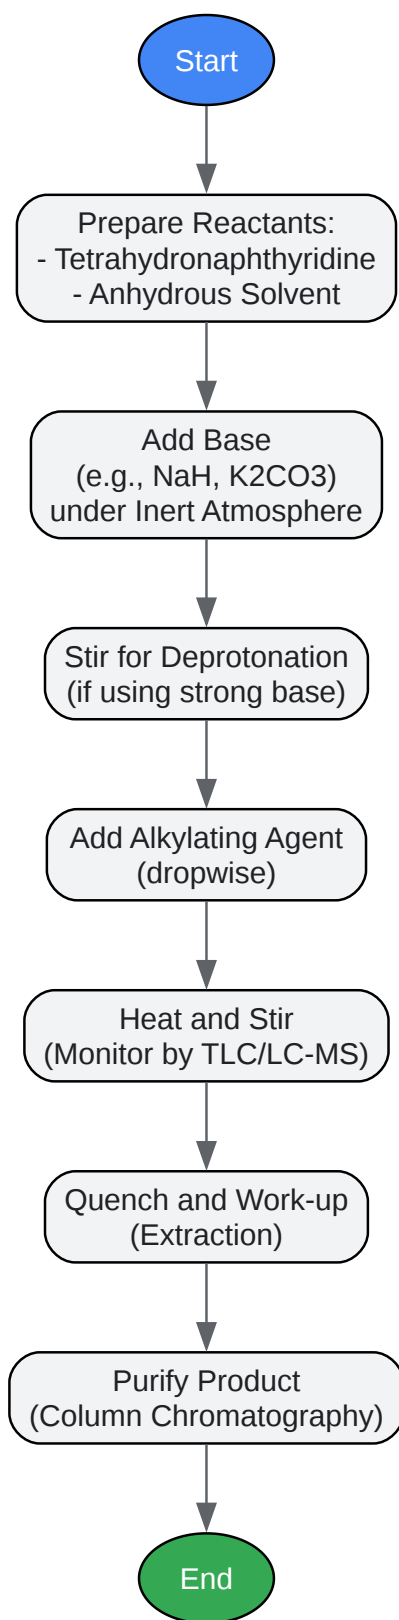 Start
Prepare Reactants:
- Tetrahydronaphthyridine
- Anhydrous Solvent
Add Base
(e.g., NaH, K2CO3)
under Inert Atmosphere
Stir for Deprotonation
(if using strong base)
Add Alkylating Agent
(dropwise)
Heat and Stir
(Monitor by TLC/LC-MS)
Quench and Work-up
(Extraction)
Purify Product
(Column Chromatography)
End